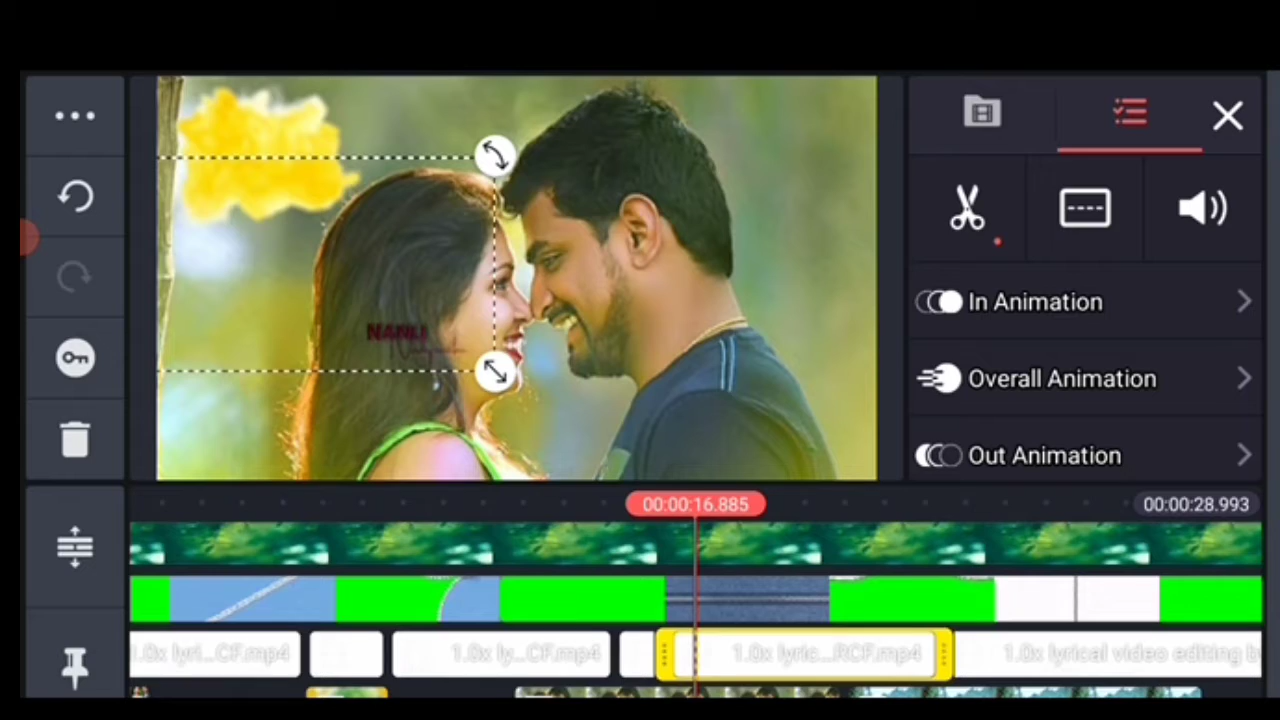 In Animation
Overall Animation
Out Animation
00:00:16.885
00:00:28.993
1.0x lyri...CF.mp4
1.0x ly...CF.mp4
1.0x lyric...RCF.mp4
1.0x lyrical video editing b